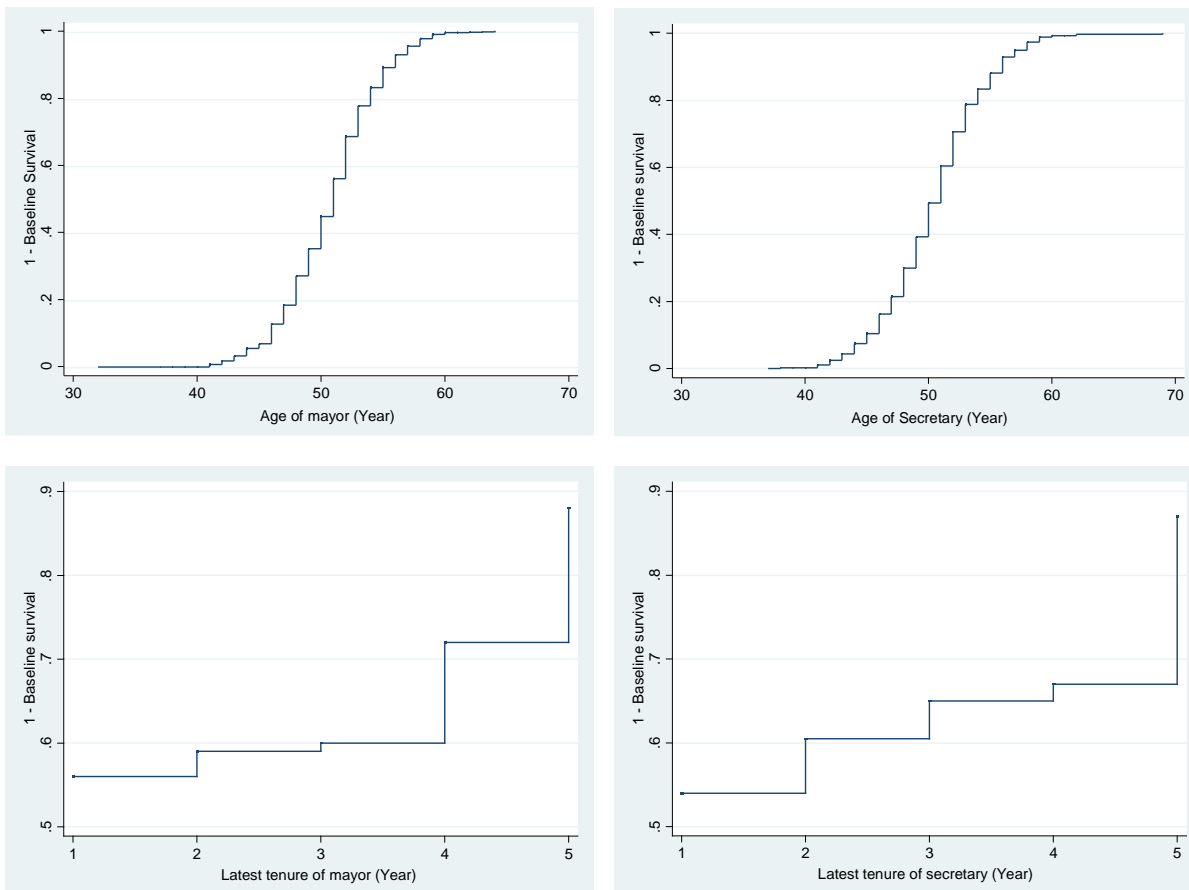 1 - Baseline Survival
1
.8
.6
.4
.2
0
30 40 50 60 70
Age of mayor (Year)
1 - Baseline survival
1
.8
.6
.4
.2
0
30 40 50 60 70
Age of Secretary (Year)
1 - Baseline survival
.9
.8
.7
.6
.5
1 2 3 4 5
Latest tenure of mayor (Year)
1 - Baseline survival
.9
.8
.7
.6
.5
1 2 3 4 5
Latest tenure of secretary (Year)